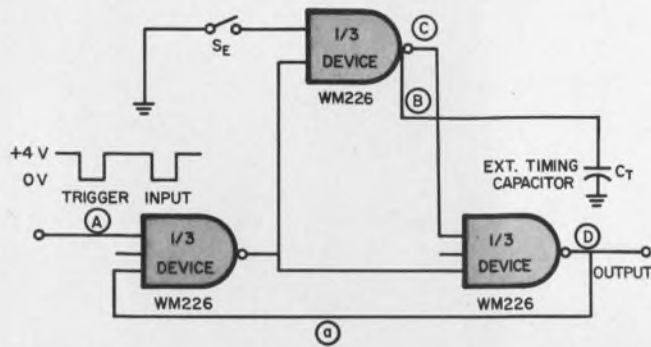 1/3
DEVICE
WM226
S_E
C
B
+4 V
0V
TRIGGER INPUT
EXT. TIMING
CAPACITOR
C_T
A
1/3
DEVICE
WM226
1/3
DEVICE
WM226
D
OUTPUT
a